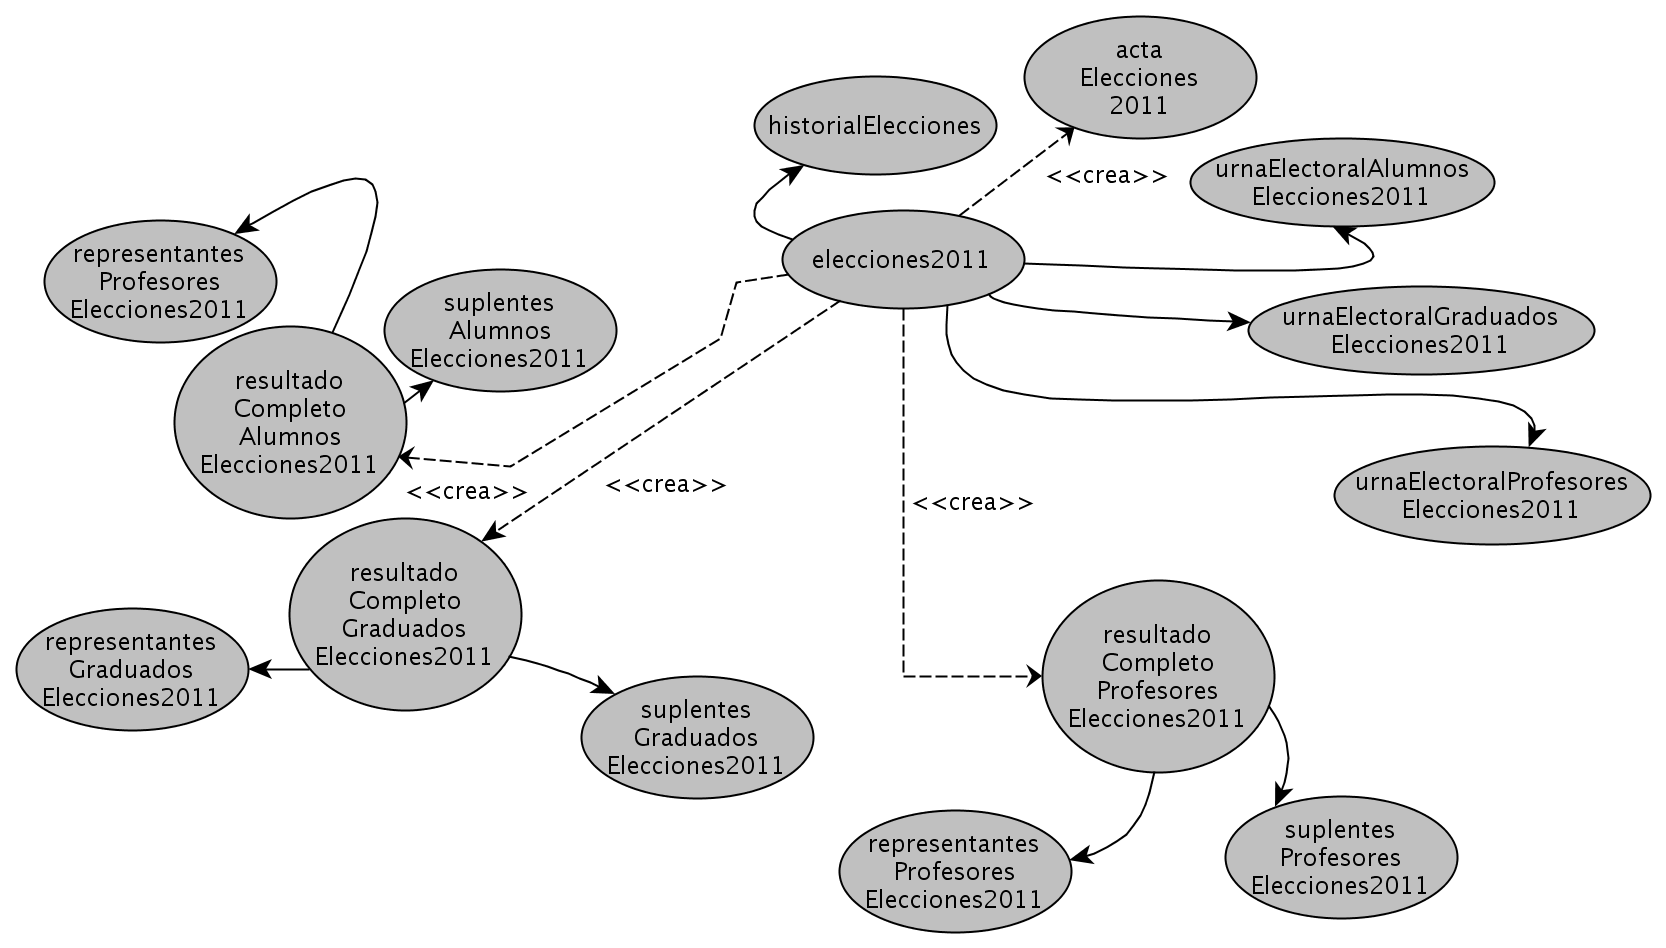 acta
Elecciones
2011
historialElecciones
<<crea>>
urnaElectoralAlumnos
Elecciones2011
elecciones2011
representantes
Profesores
Elecciones2011
suplentes
Alumnos
Elecciones2011
urnaElectoralGraduados
Elecciones2011
resultado
Completo
Alumnos
Elecciones2011
<<crea>>
<<crea>>
<<crea>>
urnaElectoralProfesores
Elecciones2011
resultado
Completo
Graduados
Elecciones2011
representantes
Graduados
Elecciones2011
suplentes
Graduados
Elecciones2011
resultado
Completo
Profesores
Elecciones2011
representantes
Profesores
Elecciones2011
suplentes
Profesores
Elecciones2011